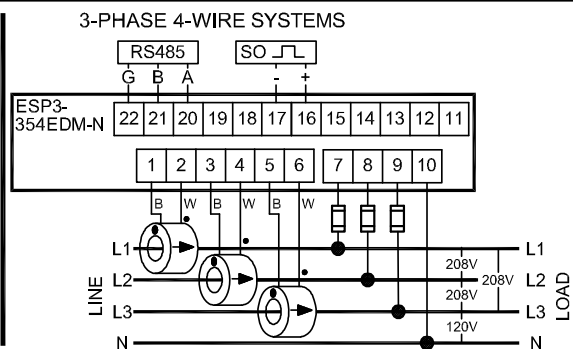 3-PHASE 4-WIRE SYSTEMS
RS485 SO
G B A - +
ESP3-
354EDM-N
22 21 20 19 18 17 16 15 14 13 12 11
1 2 3 4 5 6 7 8 9 10
B W B W B W
L1 L1
208V
L2 208V L2
LINE 208V LOAD
L3 L3
120V
N N